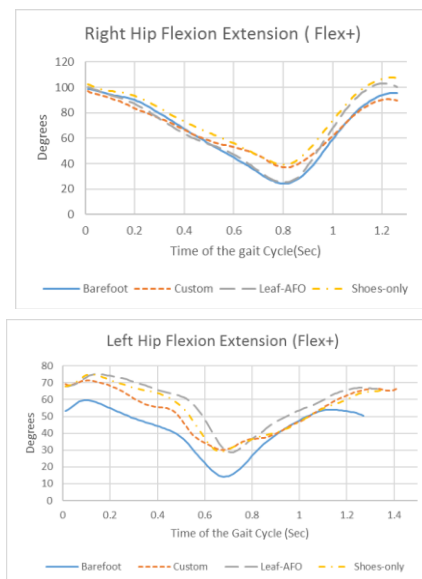 Right Hip Flexion Extension ( Flex+)
120
100
80
60
40
20
0
Degrees
0 0.2 0.4 0.6 0.8 1 1.2
Time of the gait Cycle(Sec)
Barefoot Custom Leaf-AFO Shoes-only
Left Hip Flexion Extension (Flex+)
80
70
60
50
40
30
20
10
0
Degrees
0 0.2 0.4 0.6 0.8 1 1.2 1.4
Time of the Gait Cycle (Sec)
Barefoot Custom Leaf-AFO Shoes-only